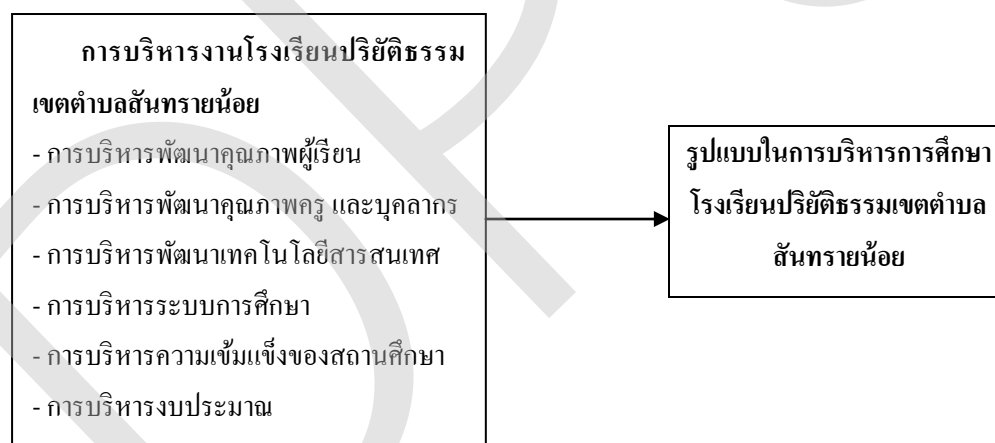 การบริหารงานโรงเรียนปริยัติธรรม
เขตตำบลสันทรายน้อย
- การบริหารพัฒนาคุณภาพผู้เรียน
- การบริหารพัฒนาคุณภาพครู และบุคลากร
- การบริหารพัฒนาเทคโนโลยีสารสนเทศ
- การบริหารระบบการศึกษา
- การบริหารความเข้มแข็งของสถานศึกษา
- การบริหารงบประมาณ
รูปแบบในการบริหารการศึกษา
โรงเรียนปริยัติธรรมเขตตำบล
สันทรายน้อย